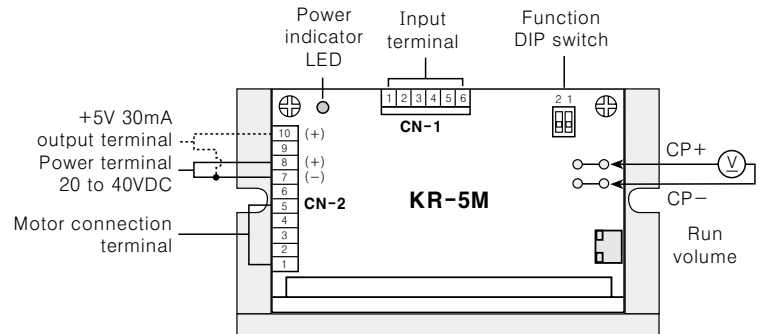 Power
indicator
LED
Input
terminal
Function
DIP switch
1 2 3 4 5 6
CN-1
2 1
+5V 30mA
output terminal
Power terminal
20 to 40VDC
Motor connection
terminal
10 (+)
9
8 (+)
7 (−)
6
5
4
3
2
1
CN-2
KR-5M
CP+
V
CP−
Run
volume